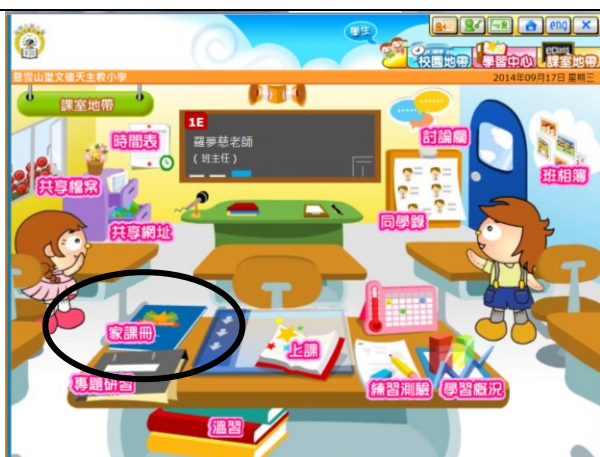 學生
eng
校園地帶
學習中心
eclass
課室地帶
慈雲山聖文德天主教小學
2014年09月17日 星期三
課室地帶
時間表
1E
羅夢慈老師
(班主任)
討論欄
班相簿
共享檔案
共享網址
同學錄
家課冊
上課
專題研習
練習測驗
學習概況
溫習